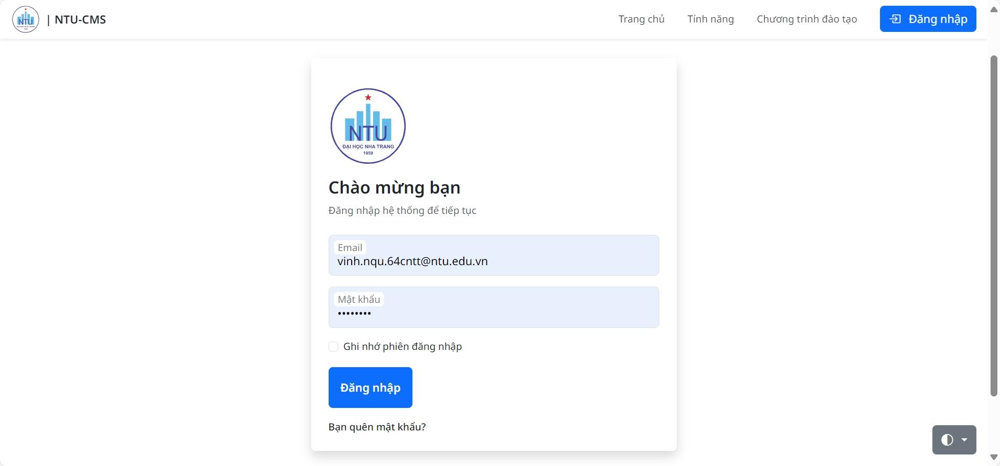 NTU
| NTU-CMS
Trang chủ
Tính năng
Chương trình đào tạo
Đăng nhập
NTU
ĐẠI HỌC NHA TRANG
1959
Chào mừng bạn
Đăng nhập hệ thống để tiếp tục
Email
vinh.nqu.64cntt@ntu.edu.vn
Mật khẩu
••••••••
Ghi nhớ phiên đăng nhập
Đăng nhập
Bạn quên mật khẩu?